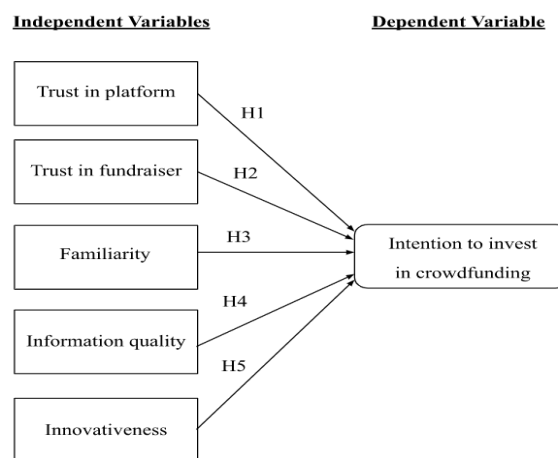 Independent Variables
Dependent Variable
Trust in platform
H1
Trust in fundraiser
H2
Familiarity
H3
Intention to invest
in crowdfunding
Information quality
H4
H5
Innovativeness